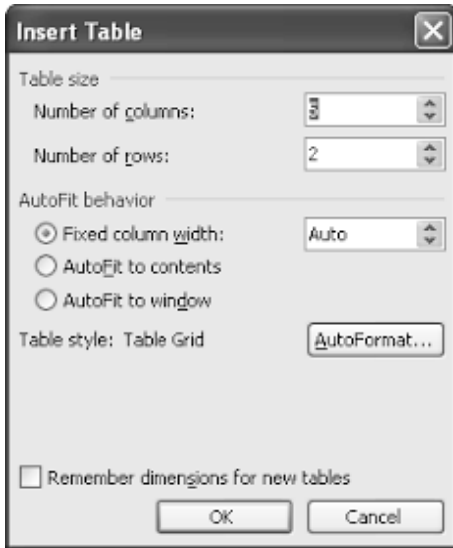 Insert Table
Table size
Number of columns:
Number of rows: 2
AutoFit behavior
Fixed column width: Auto
AutoFit to contents
AutoFit to window
Table style: Table Grid AutoFormat...
Remember dimensions for new tables
OK Cancel